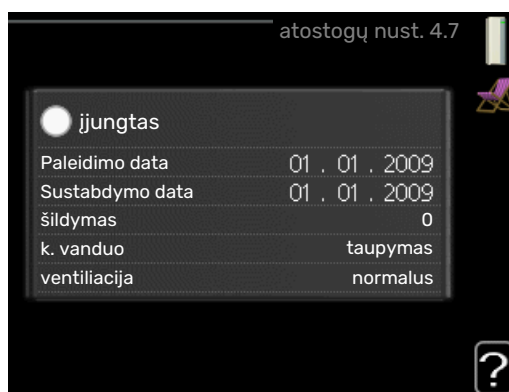 atostogų nust. 4.7
įjungtas
Paleidimo data 01 . 01 . 2009
Sustabdymo data 01 . 01 . 2009
šildymas 0
k. vanduo taupymas
ventiliacija normalus
?